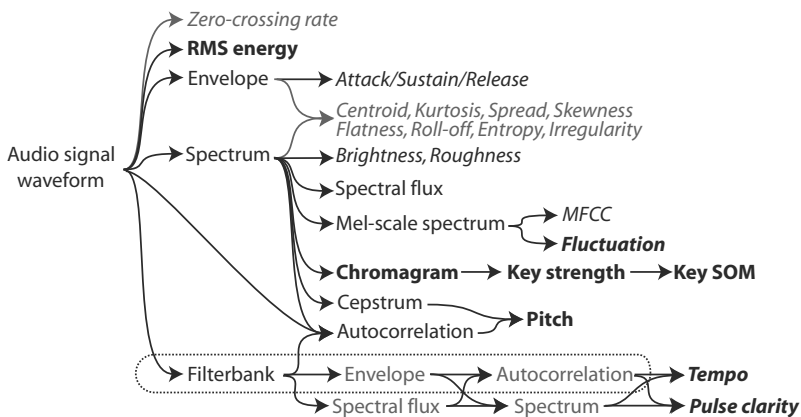 Zero-crossing rate
RMS energy
Envelope
Attack/Sustain/Release
Centroid, Kurtosis, Spread, Skewness
Flatness, Roll-off, Entropy, Irregularity
Audio signal
waveform
Spectrum
Brightness, Roughness
Spectral flux
Mel-scale spectrum
MFCC
Fluctuation
Chromagram
Key strength
Key SOM
Cepstrum
Pitch
Autocorrelation
Filterbank
Envelope
Autocorrelation
Tempo
Spectral flux
Spectrum
Pulse clarity